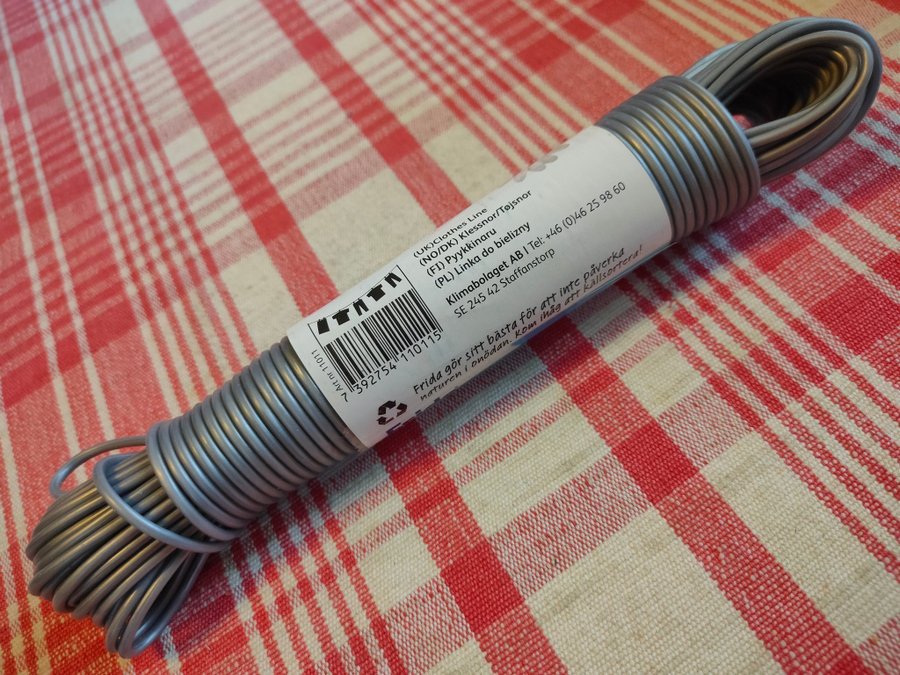 (UK)Clothes Line
(NO/DK) Klessnor/Tøjsnor
(FI) Pyykkinaru
(PL) Linka do bielizny
Klimabolaget AB | Tel: +46 (0)46 25 98 60
SE 245 42 Staffanstorp
Art nr 11011
7 392754 110115
Frida gör sitt bästa för att inte påverka
naturen i onödan. Kom ihåg att källsortera!